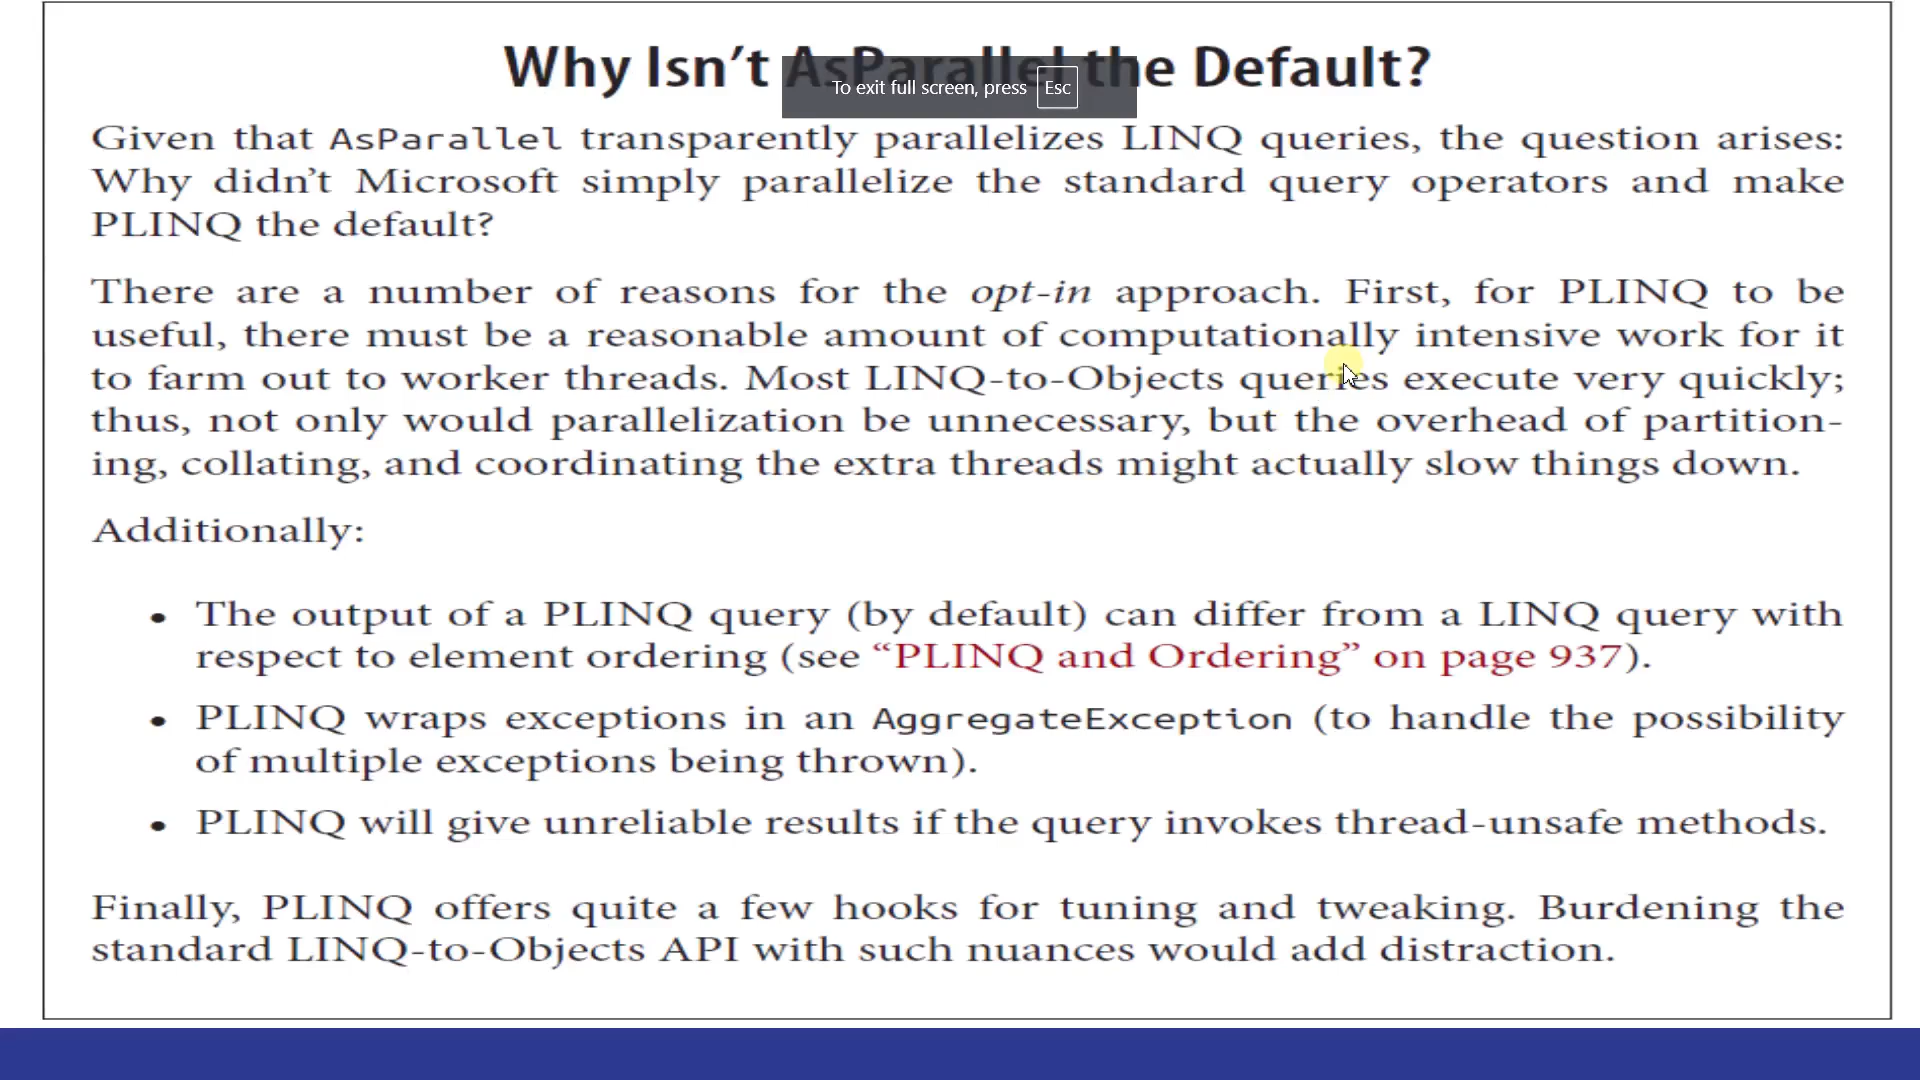 Why Isn't AsParallel the Default?
To exit full screen, press Esc
Given that AsParallel transparently parallelizes LINQ queries, the question arises:
Why didn't Microsoft simply parallelize the standard query operators and make
PLINQ the default?
There are a number of reasons for the opt-in approach. First, for PLINQ to be
useful, there must be a reasonable amount of computationally intensive work for it
to farm out to worker threads. Most LINQ-to-Objects queries execute very quickly;
thus, not only would parallelization be unnecessary, but the overhead of partition-
ing, collating, and coordinating the extra threads might actually slow things down.
Additionally:
• The output of a PLINQ query (by default) can differ from a LINQ query with
respect to element ordering (see “PLINQ and Ordering” on page 937).
• PLINQ wraps exceptions in an AggregateException (to handle the possibility
of multiple exceptions being thrown).
• PLINQ will give unreliable results if the query invokes thread-unsafe methods.
Finally, PLINQ offers quite a few hooks for tuning and tweaking. Burdening the
standard LINQ-to-Objects API with such nuances would add distraction.